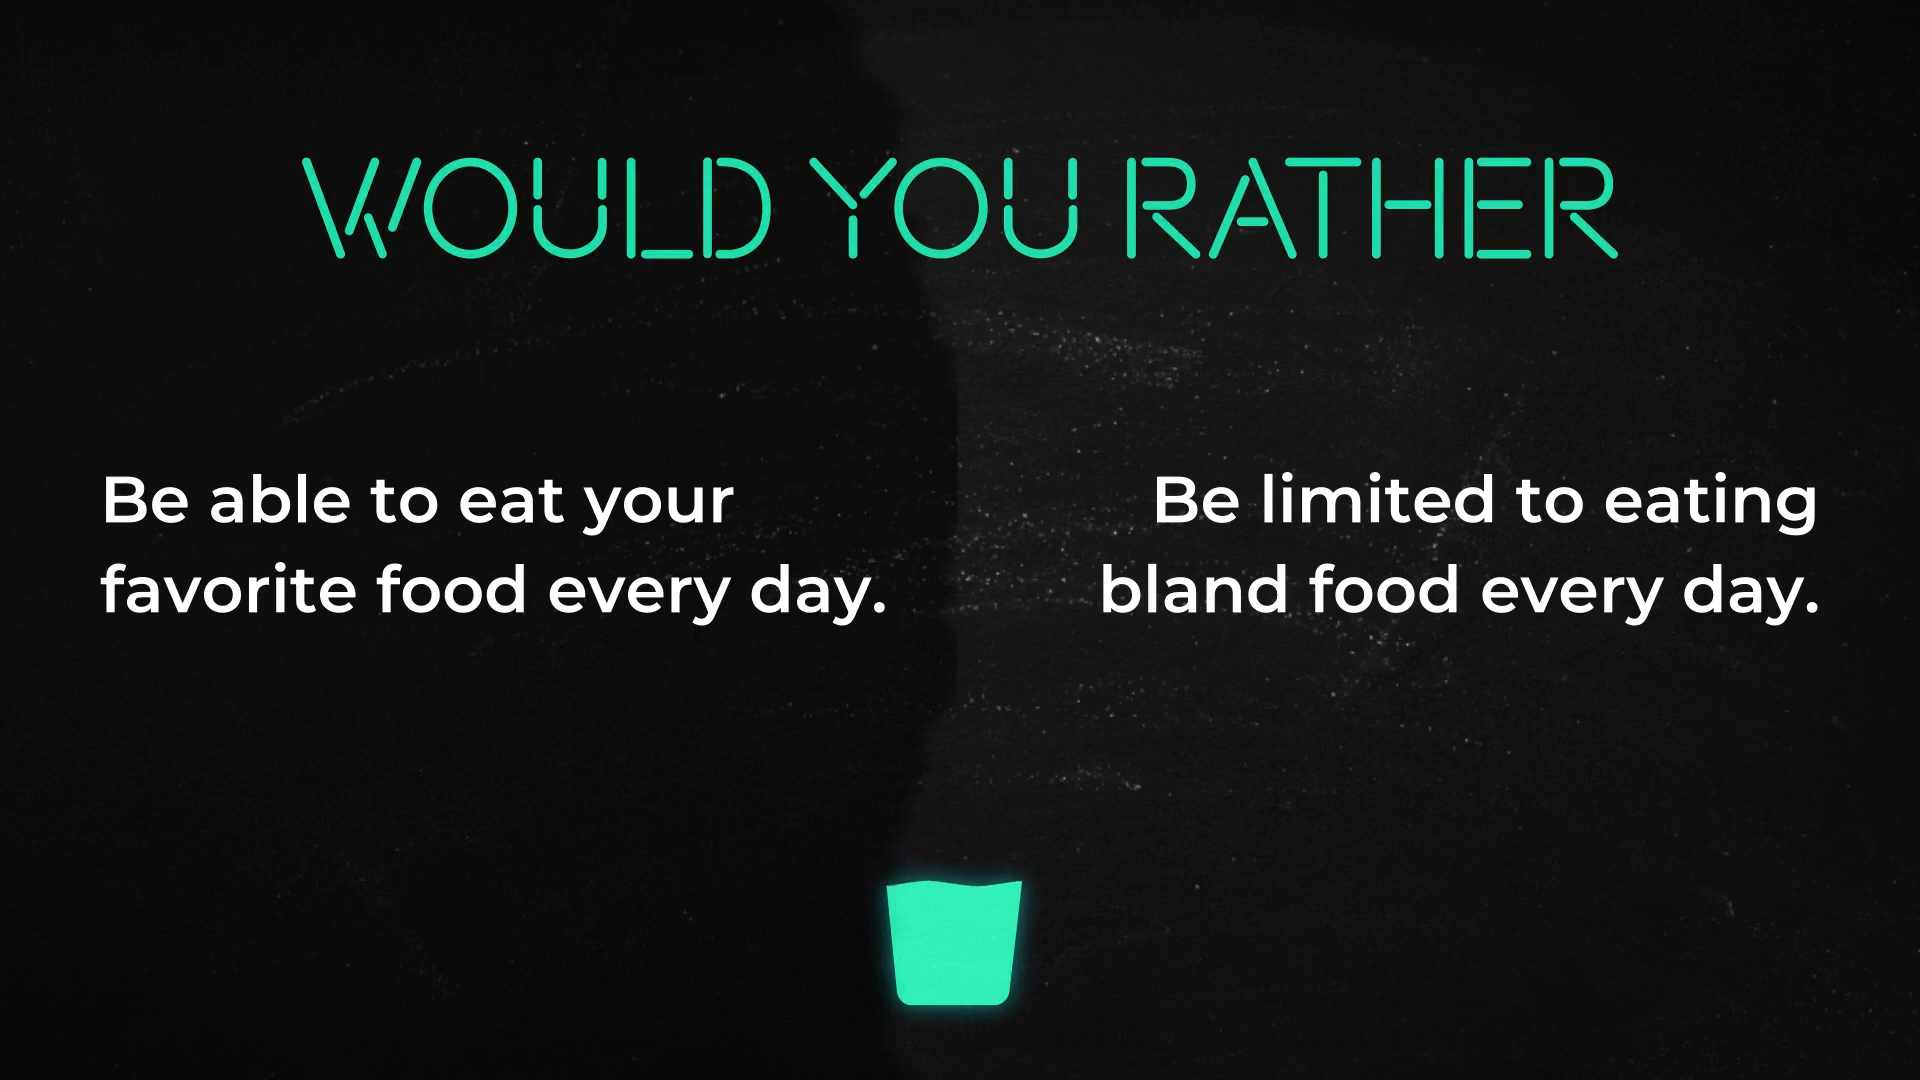 WOULD YOU RATHER
Be able to eat your
favorite food every day.
Be limited to eating
bland food every day.